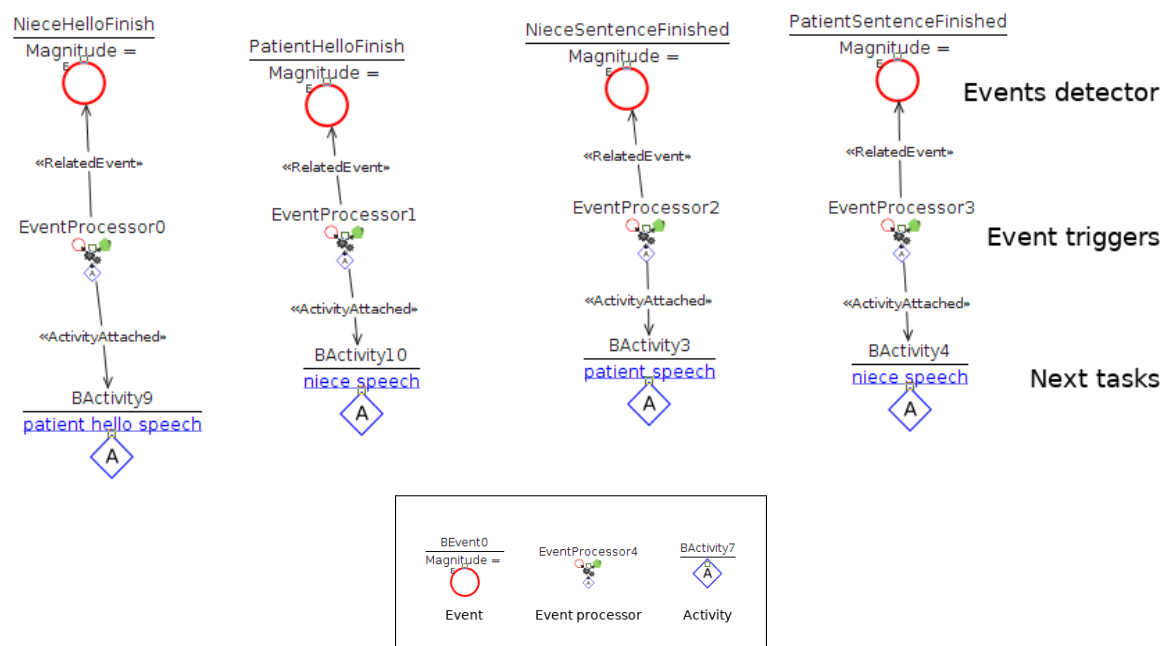 NieceHelloFinish
Magnitude =
E
«RelatedEvent»
EventProcessor0
A
«ActivityAttached»
BActivity9
patient hello speech
A
PatientHelloFinish
Magnitude =
E
«RelatedEvent»
EventProcessor1
A
«ActivityAttached»
BActivity10
niece speech
A
NieceSentenceFinished
Magnitude =
E
«RelatedEvent»
EventProcessor2
A
«ActivityAttached»
BActivity3
patient speech
A
PatientSentenceFinished
Magnitude =
E
«RelatedEvent»
EventProcessor3
A
«ActivityAttached»
BActivity4
niece speech
A
Events detector
Event triggers
Next tasks
BEvent0
Magnitude =
E
Event
EventProcessor4
A
Event processor
BActivity7
A
Activity